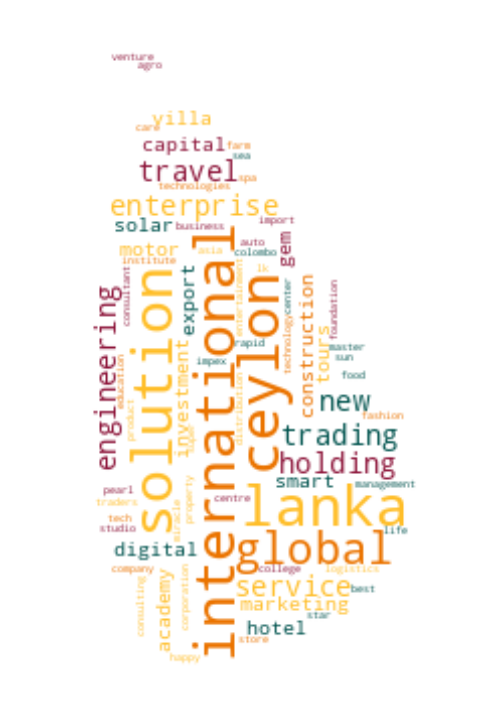 venture
agro
villa
care
capital
farm
sea
travel
spa
technologies
enterprise
solar
business
import
motor
asia
auto
colombo
gem
institute
lk
consultant
export
international
solution
ceylon
entertainment
center
construction
foundation
engineering
investment
impex
rapid
technology
tours
master
sun
food
education
product
distribution
new
fashion
trading
holding
smart
management
pearl
traders
property
centre
lanka
tech
studio
miracle
life
digital
global
company
college
logistics
consulting
academy
corporation
service
best
marketing
star
hotel
store
happy